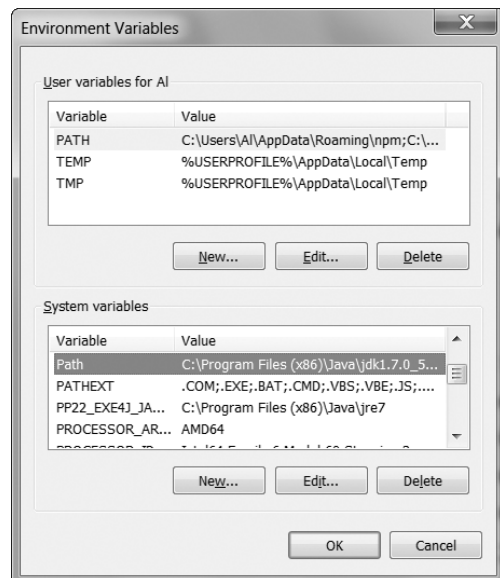 Environment Variables
User variables for Al
Variable Value
PATH C:\Users\Al\AppData\Roaming\npm;C:\...
TEMP %USERPROFILE%\AppData\Local\Temp
TMP %USERPROFILE%\AppData\Local\Temp
New... Edit... Delete
System variables
Variable Value
Path C:\Program Files (x86)\Java\jdk1.7.0_5...
PATHEXT .COM;.EXE;.BAT;.CMD;.VBS;.VBE;.JS;....
PP22_EXE4J_JA... C:\Program Files (x86)\Java\jre7
PROCESSOR_AR... AMD64
New... Edit... Delete
OK Cancel